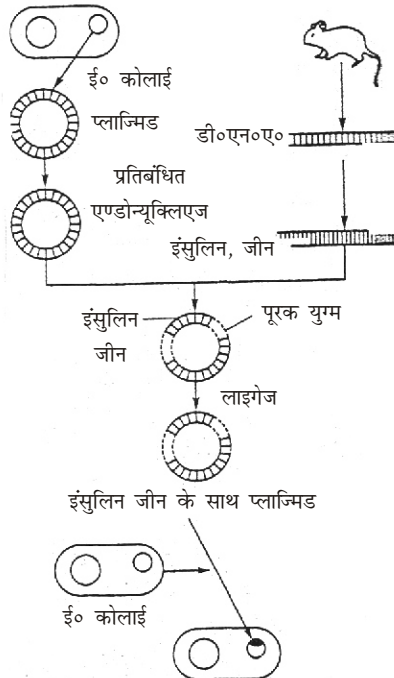 ई० कोलाई
प्लाज्मिड
डी०एन०ए०
प्रतिबंधित
एण्डोन्यूक्लिएज
इंसुलिन, जीन
इंसुलिन
जीन
पूरक युग्म
लाइगेज
इंसुलिन जीन के साथ प्लाज्मिड
ई० कोलाई